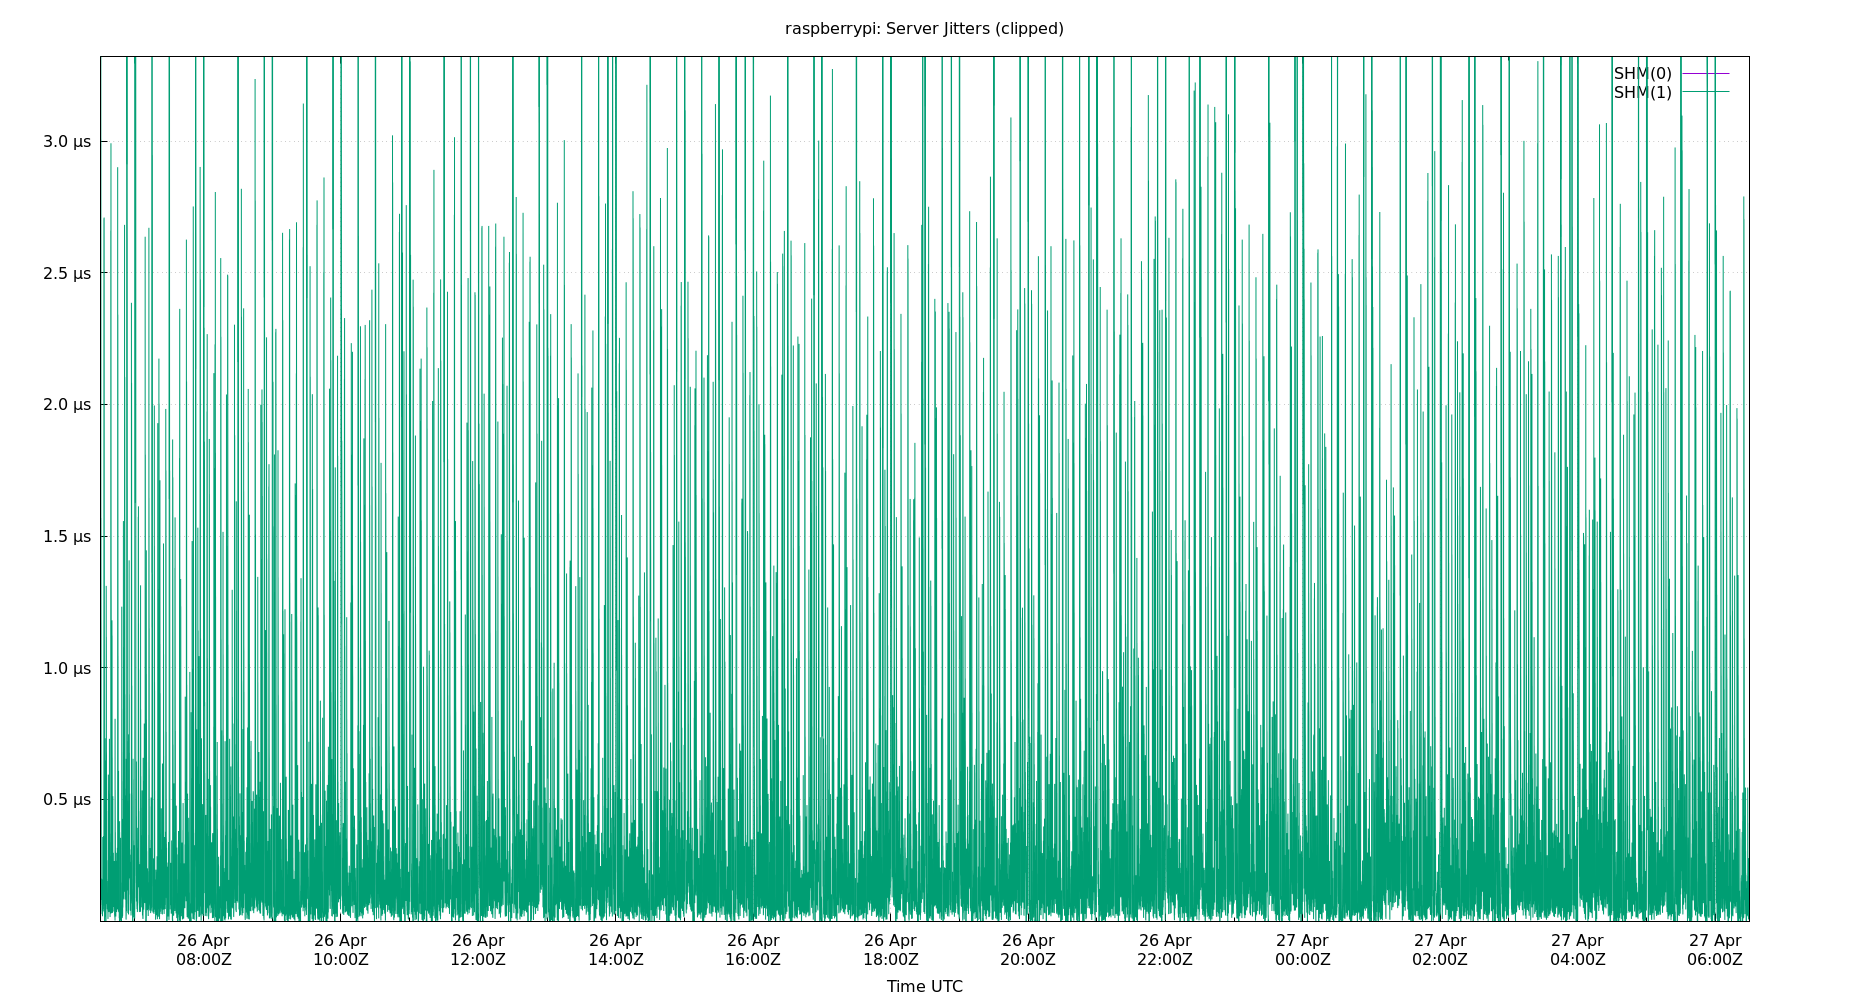 raspberrypi: Server Jitters (clipped)
SHM(0)
SHM(1)
3.0 µs
2.5 µs
2.0 µs
1.5 µs
1.0 µs
0.5 µs
26 Apr 26 Apr 26 Apr 26 Apr 26 Apr 26 Apr 26 Apr 26 Apr 27 Apr 27 Apr 27 Apr 27 Apr
08:00Z 10:00Z 12:00Z 14:00Z 16:00Z 18:00Z 20:00Z 22:00Z 00:00Z 02:00Z 04:00Z 06:00Z
Time UTC